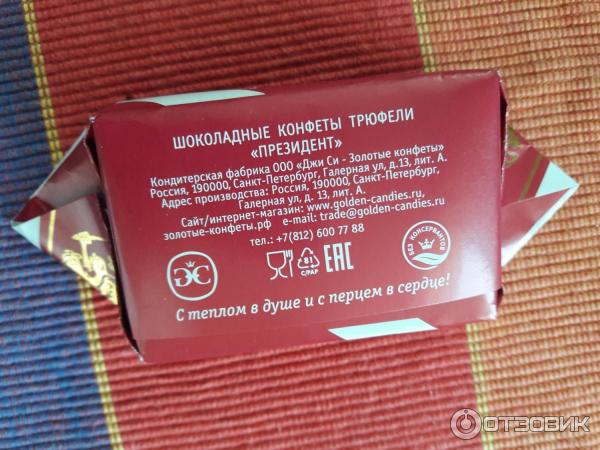 ШОКОЛАДНЫЕ КОНФЕТЫ ТРЮФЕЛИ
«ПРЕЗИДЕНТ»
Кондитерская фабрика ООО «Джи Си - Золотые конфеты»
Россия, 190000, Санкт-Петербург, Галерная ул, д.13, лит. А.
Адрес производства: Россия, 190000, Санкт-Петербург,
Галерная ул, д. 13, лит. А.
Сайт/интернет-магазин: www.golden-candies.ru,
золотые-конфеты.рф e-mail: trade@golden-candies.ru
тел.: +7(812) 600 77 88
81
C/PAP
EAC
БЕЗ КОНСЕРВАНТОВ
С теплом в душе и с перцем в сердце!
ОТЗОВИК